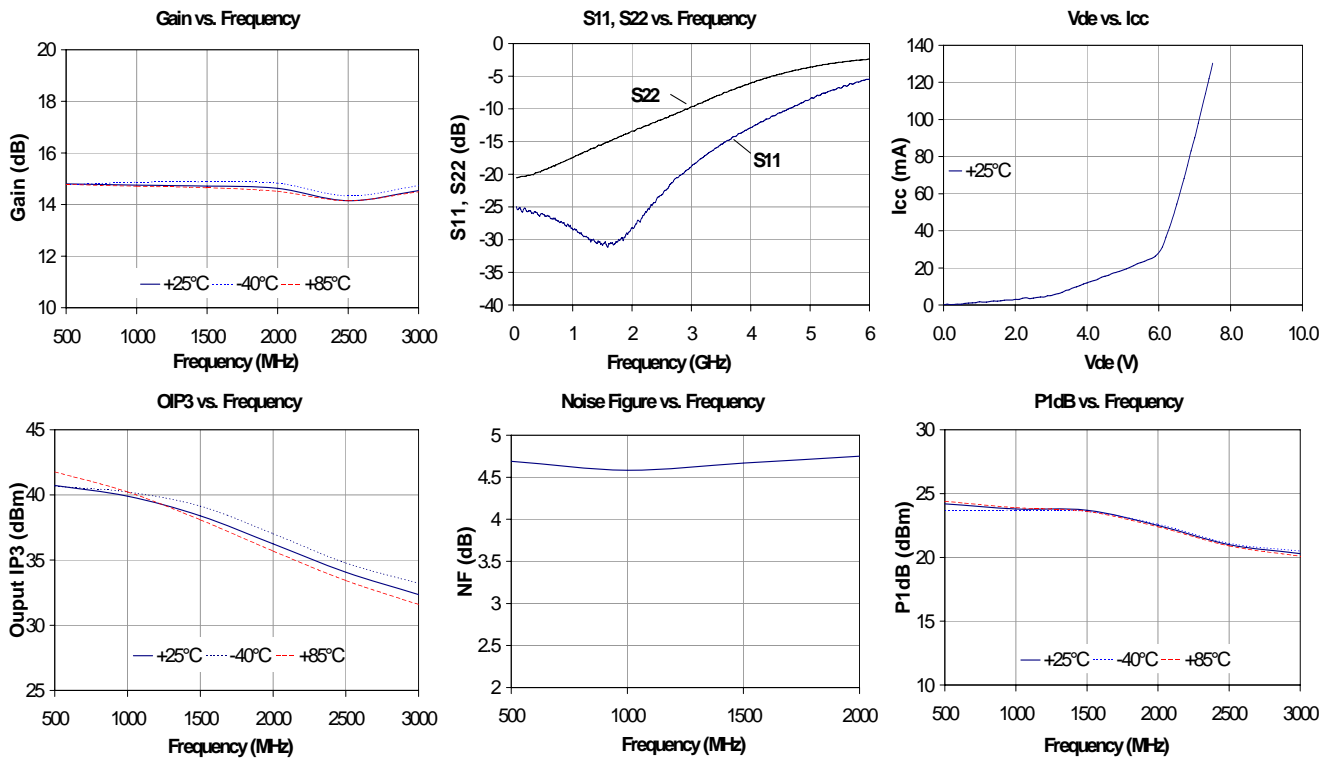 Gain vs. Frequency
20
18
16
14
12
10
Gain (dB)
+25°C
-40°C
+85°C
500 1000 1500 2000 2500 3000
Frequency (MHz)
S11, S22 vs. Frequency
0
-5
-10
-15
-20
-25
-30
-35
-40
S11, S22 (dB)
S22
S11
0 1 2 3 4 5 6
Frequency (GHz)
Vde vs. Icc
140
120
100
80
60
40
20
0
Icc (mA)
+25°C
0.0 2.0 4.0 6.0 8.0 10.0
Vde (V)
OIP3 vs. Frequency
45
40
35
30
25
Ouput IP3 (dBm)
+25°C
-40°C
+85°C
500 1000 1500 2000 2500 3000
Frequency (MHz)
Noise Figure vs. Frequency
5
4.5
4
3.5
3
2.5
2
NF (dB)
500 1000 1500 2000
Frequency (MHz)
P1dB vs. Frequency
30
25
20
15
10
P1dB (dBm)
+25°C
-40°C
+85°C
500 1000 1500 2000 2500 3000
Frequency (MHz)